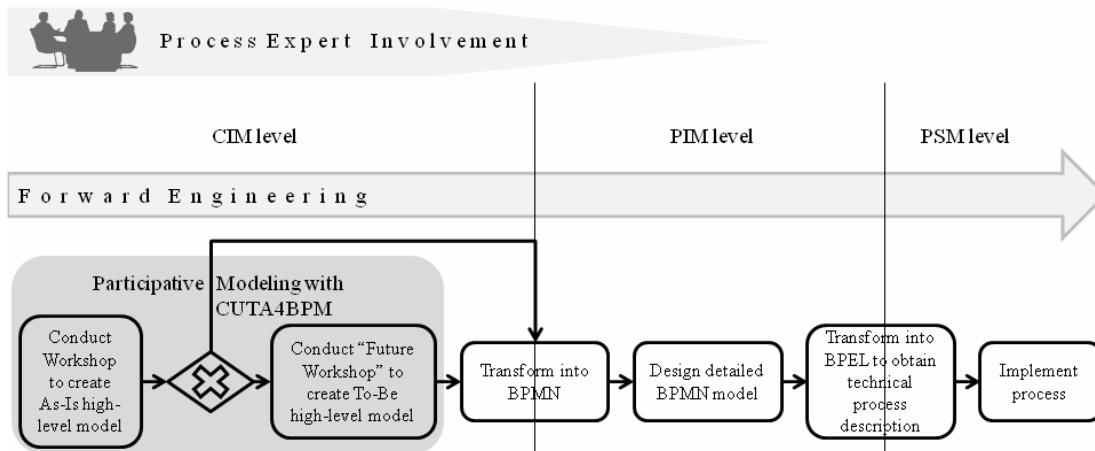 Process Expert Involvement
CIM level
PIM level
PSM level
Forward Engineering
Participative Modeling with
CUTA4BPM
Conduct
Workshop
to create
As-Is high-
level model
Conduct “Future
Workshop” to
create To-Be
high-level model
Transform into
BPMN
Design detailed
BPMN model
Transform into
BPEL to obtain
technical
process
description
Implement
process